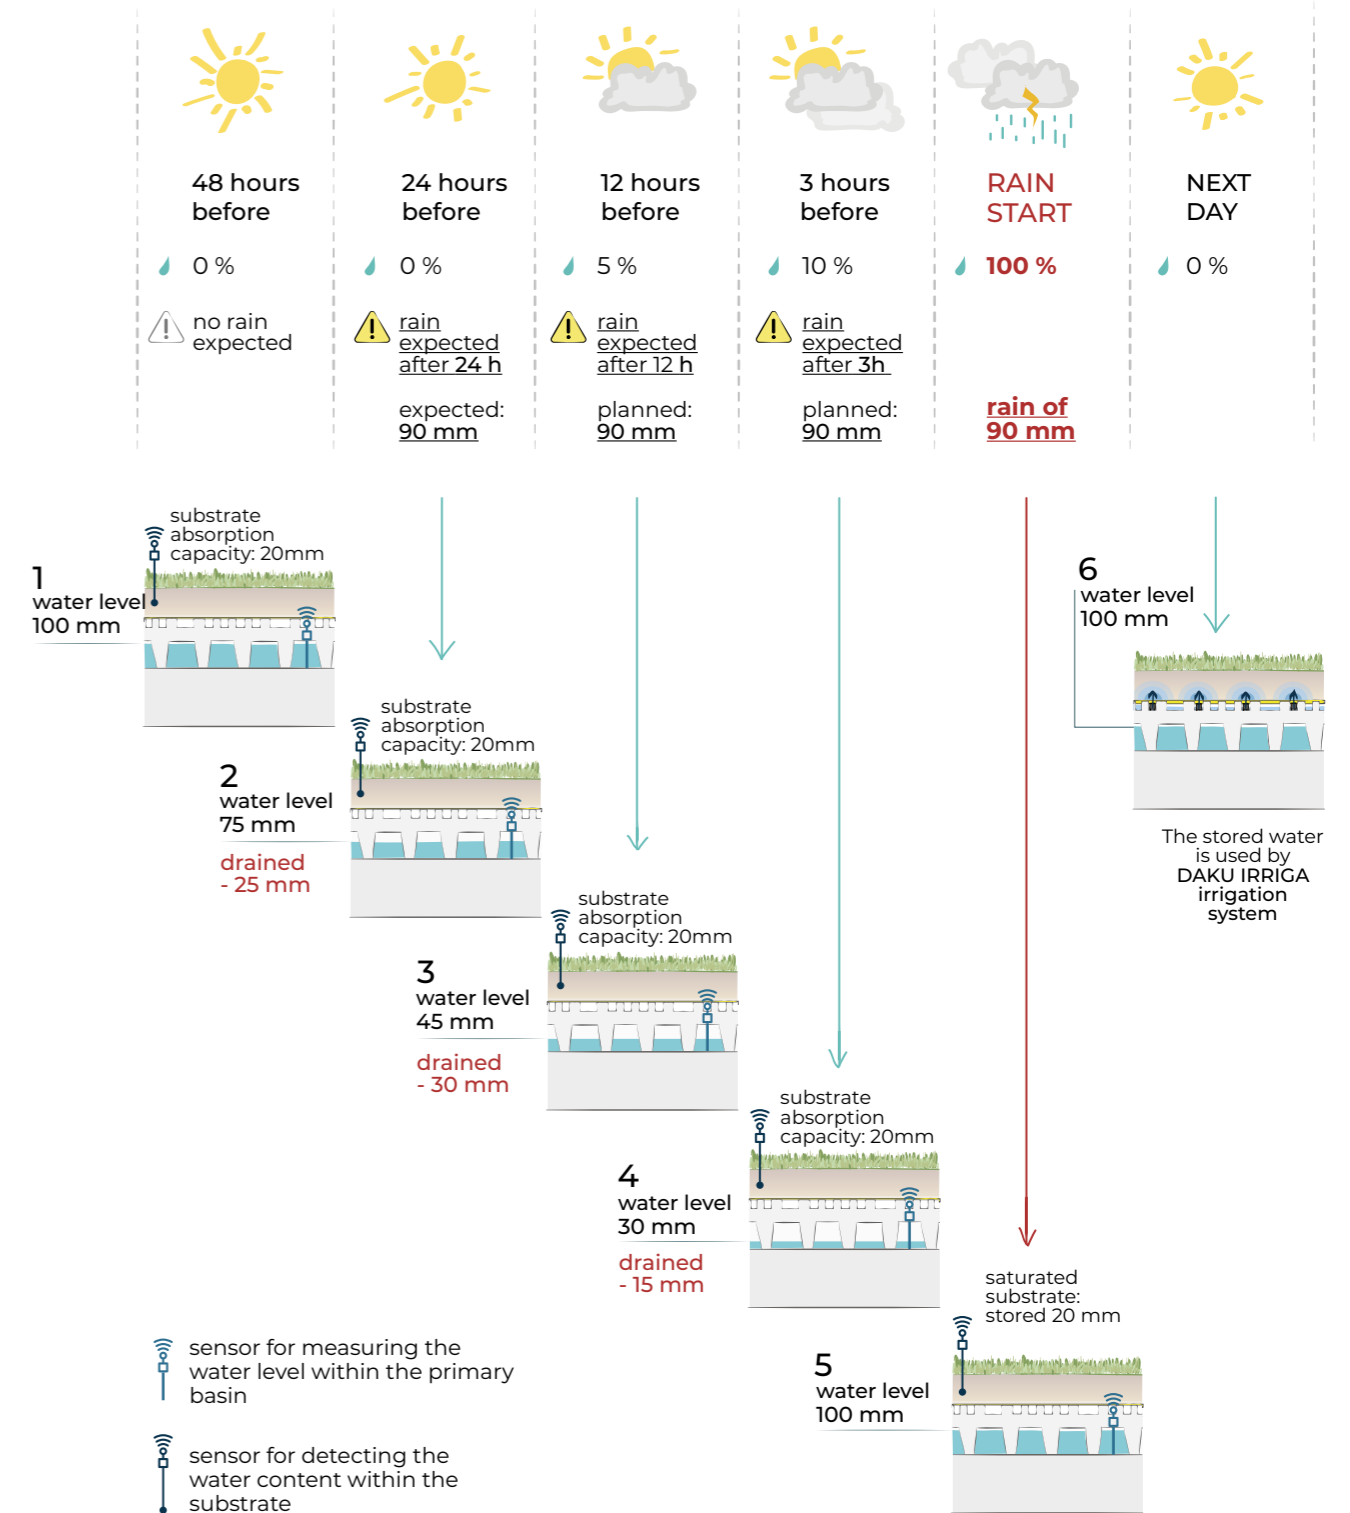 48 hours
before
0 %
no rain
expected
24 hours
before
0 %
rain
expected
after 24 h
expected:
90 mm
12 hours
before
5 %
rain
expected
after 12 h
planned:
90 mm
3 hours
before
10 %
rain
expected
after 3h
planned:
90 mm
RAIN
START
100 %
rain of
90 mm
NEXT
DAY
0 %
substrate
absorption
capacity: 20mm
1
water level
100 mm
substrate
absorption
capacity: 20mm
2
water level
75 mm
drained
- 25 mm
substrate
absorption
capacity: 20mm
3
water level
45 mm
drained
- 30 mm
substrate
absorption
capacity: 20mm
4
water level
30 mm
drained
- 15 mm
saturated
substrate:
stored 20 mm
5
water level
100 mm
6
water level
100 mm
The stored water
is used by
DAKU IRRIGA
irrigation
system
sensor for measuring the
water level within the primary
basin
sensor for detecting the
water content within the
substrate